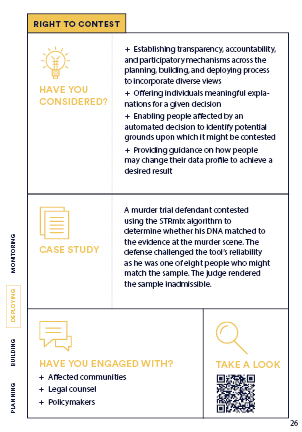 RIGHT TO CONTEST
HAVE YOU
CONSIDERED?
+ Establishing transparency, accountability,
and participatory mechanisms across the
planning, building, and deploying process
to incorporate diverse views
+ Offering individuals meaningful expla-
nations for a given decision
+ Enabling people affected by an
automated decision to identify potential
grounds upon which it might be contested
+ Providing guidance on how people
may change their data profile to achieve a
desired result
CASE STUDY
A murder trial defendant contested
using the STRmix algorithm to
determine whether his DNA matched to
the evidence at the murder scene. The
defense challenged the tool's reliability
as he was one of eight people who might
match the sample. The judge rendered
the sample inadmissible.
HAVE YOU ENGAGED WITH?
+ Affected communities
+ Legal counsel
+ Policymakers
TAKE A LOOK
PLANNING
BUILDING
DEPLOYING
MONITORING
26